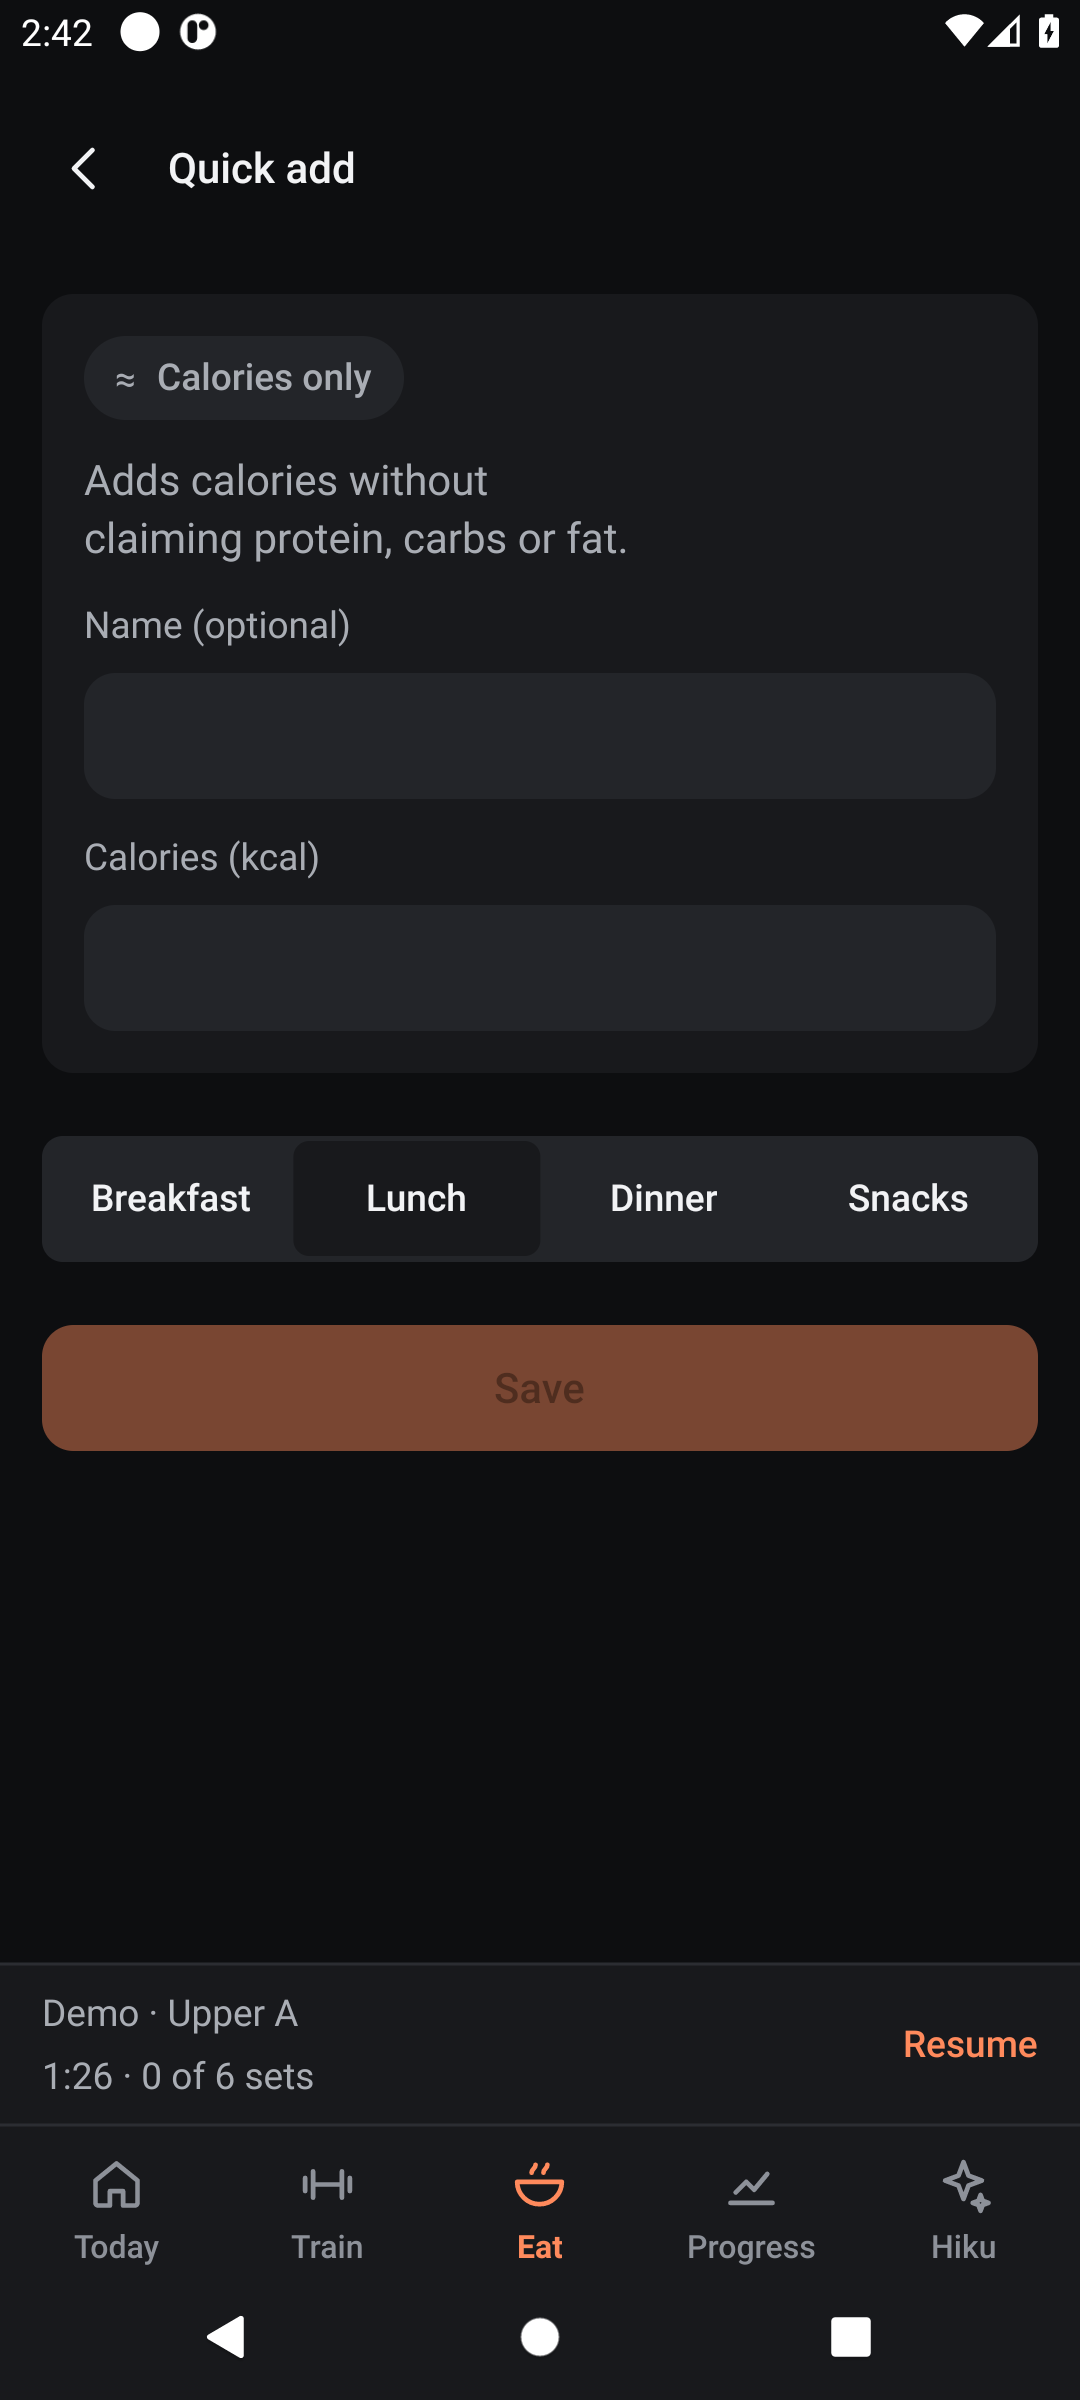 2:42
Quick add
≈ Calories only
Adds calories without
claiming protein, carbs or fat.
Name (optional)
Calories (kcal)
Breakfast Lunch Dinner Snacks
Save
Demo · Upper A
1:26 · 0 of 6 sets
Resume
Today Train Eat Progress Hiku